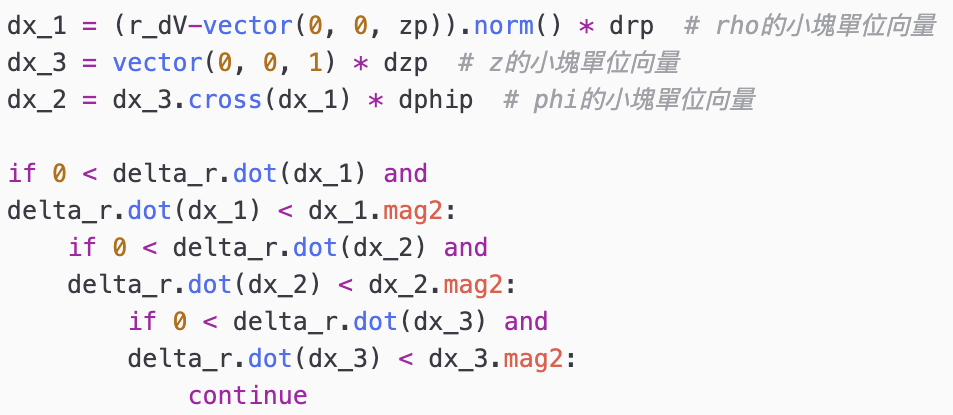 dx_1 = (r_dV-vector(0, 0, zp)).norm() * drp  # rho的小塊單位向量
dx_3 = vector(0, 0, 1) * dzp  # z的小塊單位向量
dx_2 = dx_3.cross(dx_1) * dphip  # phi的小塊單位向量

if 0 < delta_r.dot(dx_1) and
delta_r.dot(dx_1) < dx_1.mag2:
    if 0 < delta_r.dot(dx_2) and
    delta_r.dot(dx_2) < dx_2.mag2:
        if 0 < delta_r.dot(dx_3) and
        delta_r.dot(dx_3) < dx_3.mag2:
            continue